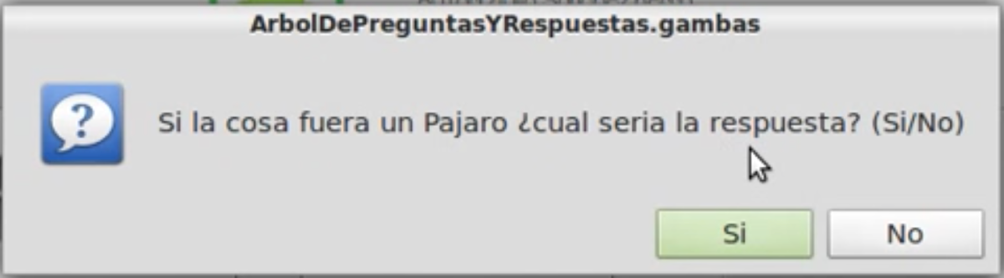 ArbolDePreguntasYRespuestas.gambas
Si la cosa fuera un Pajaro ¿cual seria la respuesta? (Si/No)
Si No